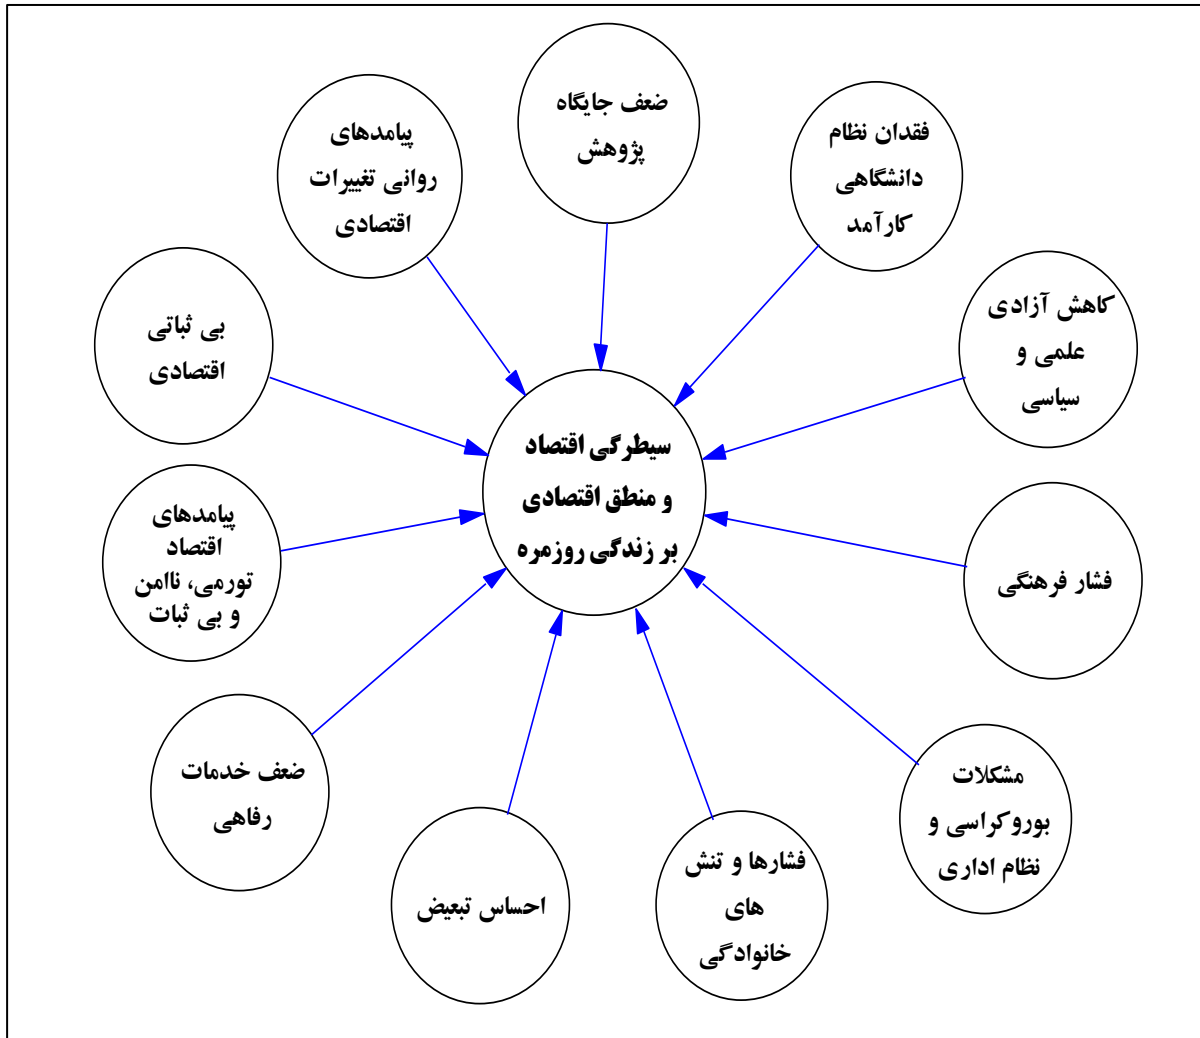 ضعف جایگاه
پژوهش
فقدان نظام
دانشگاهی
کارآمد
کاهش آزادی
علمی و
سیاسی
فشار فرهنگی
مشکلات
بوروکراسی و
نظام اداری
فشارها و تنش
های
خانوادگی
احساس تبعیض
ضعف خدمات
رفاهی
پیامدهای
اقتصاد
تورمی، ناامن
و بی ثبات
بی ثباتی
اقتصادی
پیامدهای
روانی تغییرات
اقتصادی
سیطرگی اقتصاد
و منطق اقتصادی
بر زندگی روزمره